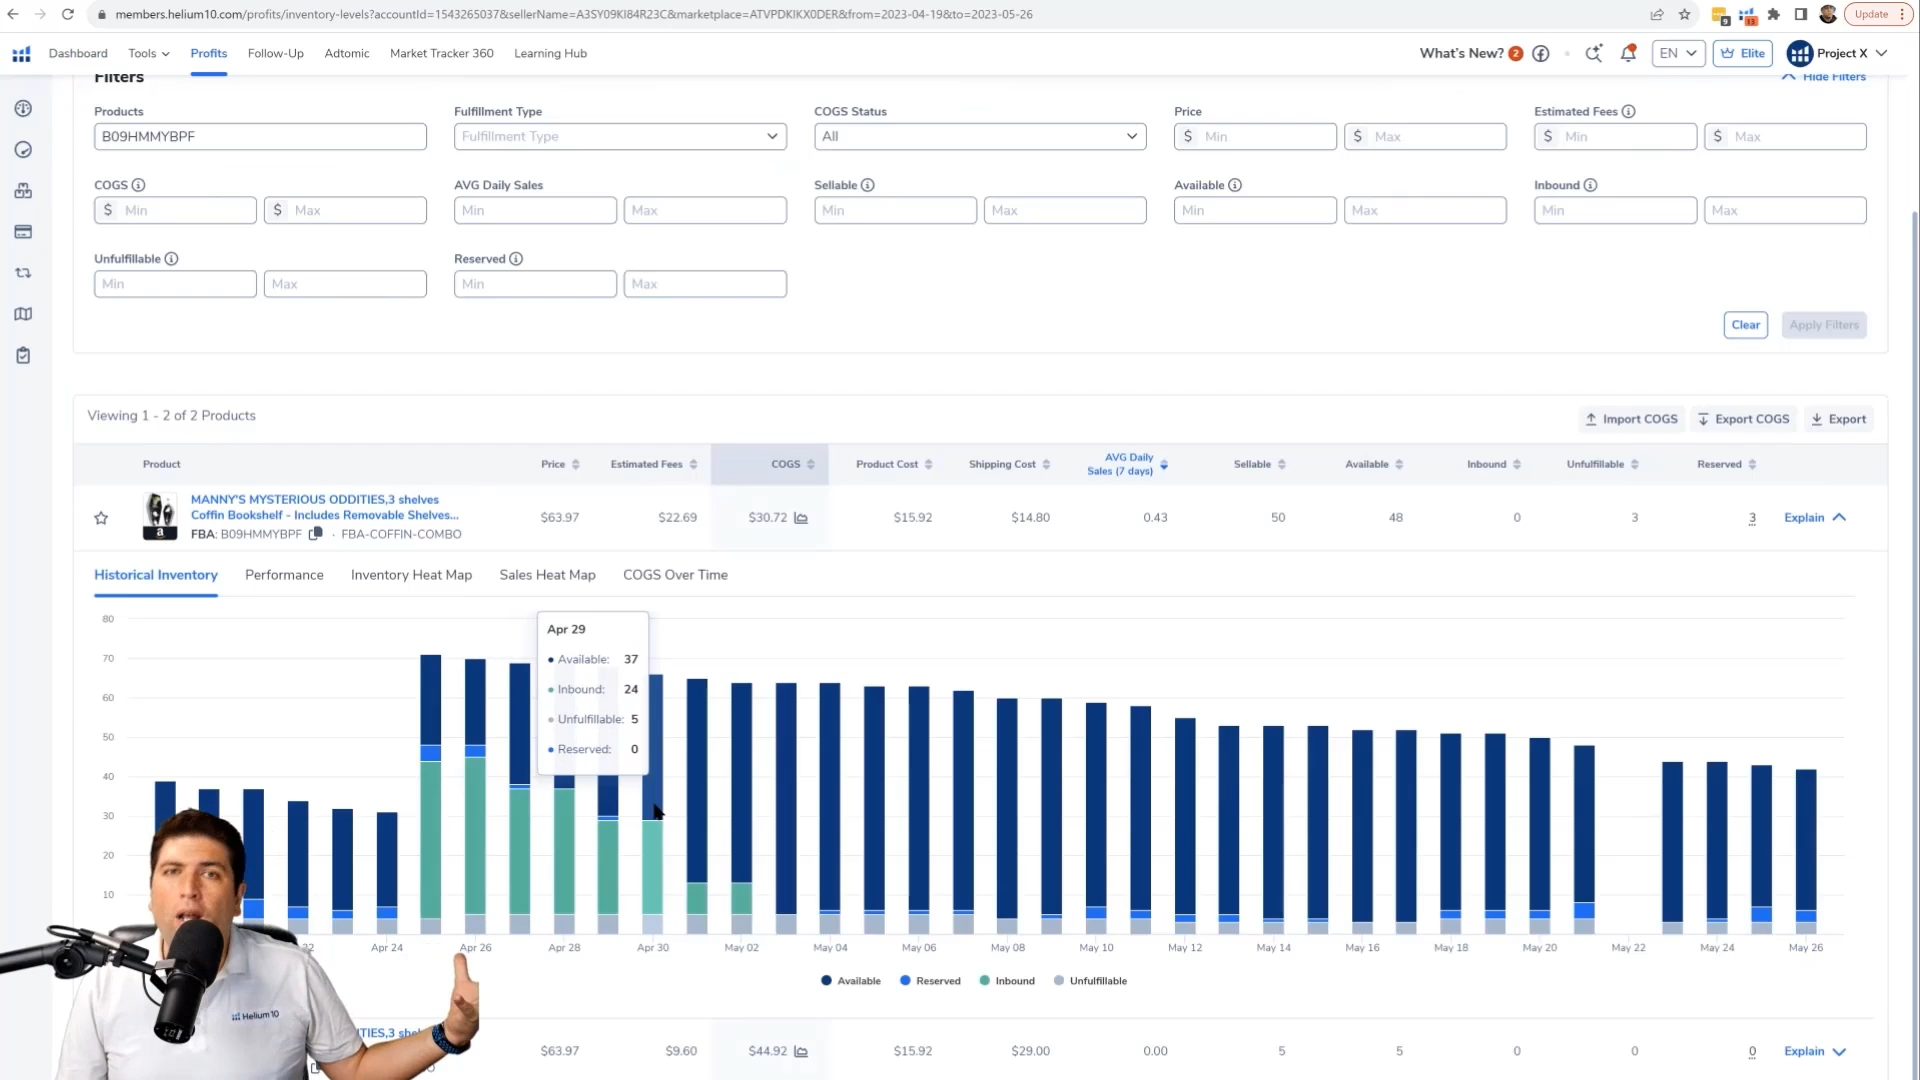 members.helium10.com/profits/inventory-levels?accountId=1543265037&sellerName=A3SY09KI84R23C&marketplace=ATVPDKIKX0DER&from=2023-04-19&to=2023-05-26
9
13
Update
Dashboard Tools Profits Follow-Up Adtomic Market Tracker 360 Learning Hub
What's New? 2 EN Elite Project X
Filters
Hide Filters
Products Fulfillment Type COGS Status Price Estimated Fees
B09HMMYBPF Fulfillment Type All $ Min $ Max $ Min $ Max
COGS AVG Daily Sales Sellable Available Inbound
$ Min $ Max Min Max Min Max Min Max Min Max
Unfulfillable Reserved
Min Max Min Max
Clear Apply Filters
Viewing 1 - 2 of 2 Products
Import COGS Export COGS Export
Product Price Estimated Fees COGS Product Cost Shipping Cost AVG Daily Sales (7 days) Sellable Available Inbound Unfulfillable Reserved
MANNY'S MYSTERIOUS ODDITIES,3 shelves
Coffin Bookshelf - Includes Removable Shelves...
FBA: B09HMMYBPF · FBA-COFFIN-COMBO
$63.97 $22.69 $30.72 $15.92 $14.80 0.43 50 48 0 3 3 Explain
Historical Inventory Performance Inventory Heat Map Sales Heat Map COGS Over Time
80
70
60
50
40
30
20
10
Apr 29
Available: 37
Inbound: 24
Unfulfillable: 5
Reserved: 0
22 Apr 24 Apr 26 Apr 28 Apr 30 May 02 May 04 May 06 May 08 May 10 May 12 May 14 May 16 May 18 May 20 May 22 May 24 May 26
Available Reserved Inbound Unfulfillable
Helium 10
ITIES,3 she
$63.97 $9.60 $44.92 $15.92 $29.00 0.00 5 5 0 0 0 Explain